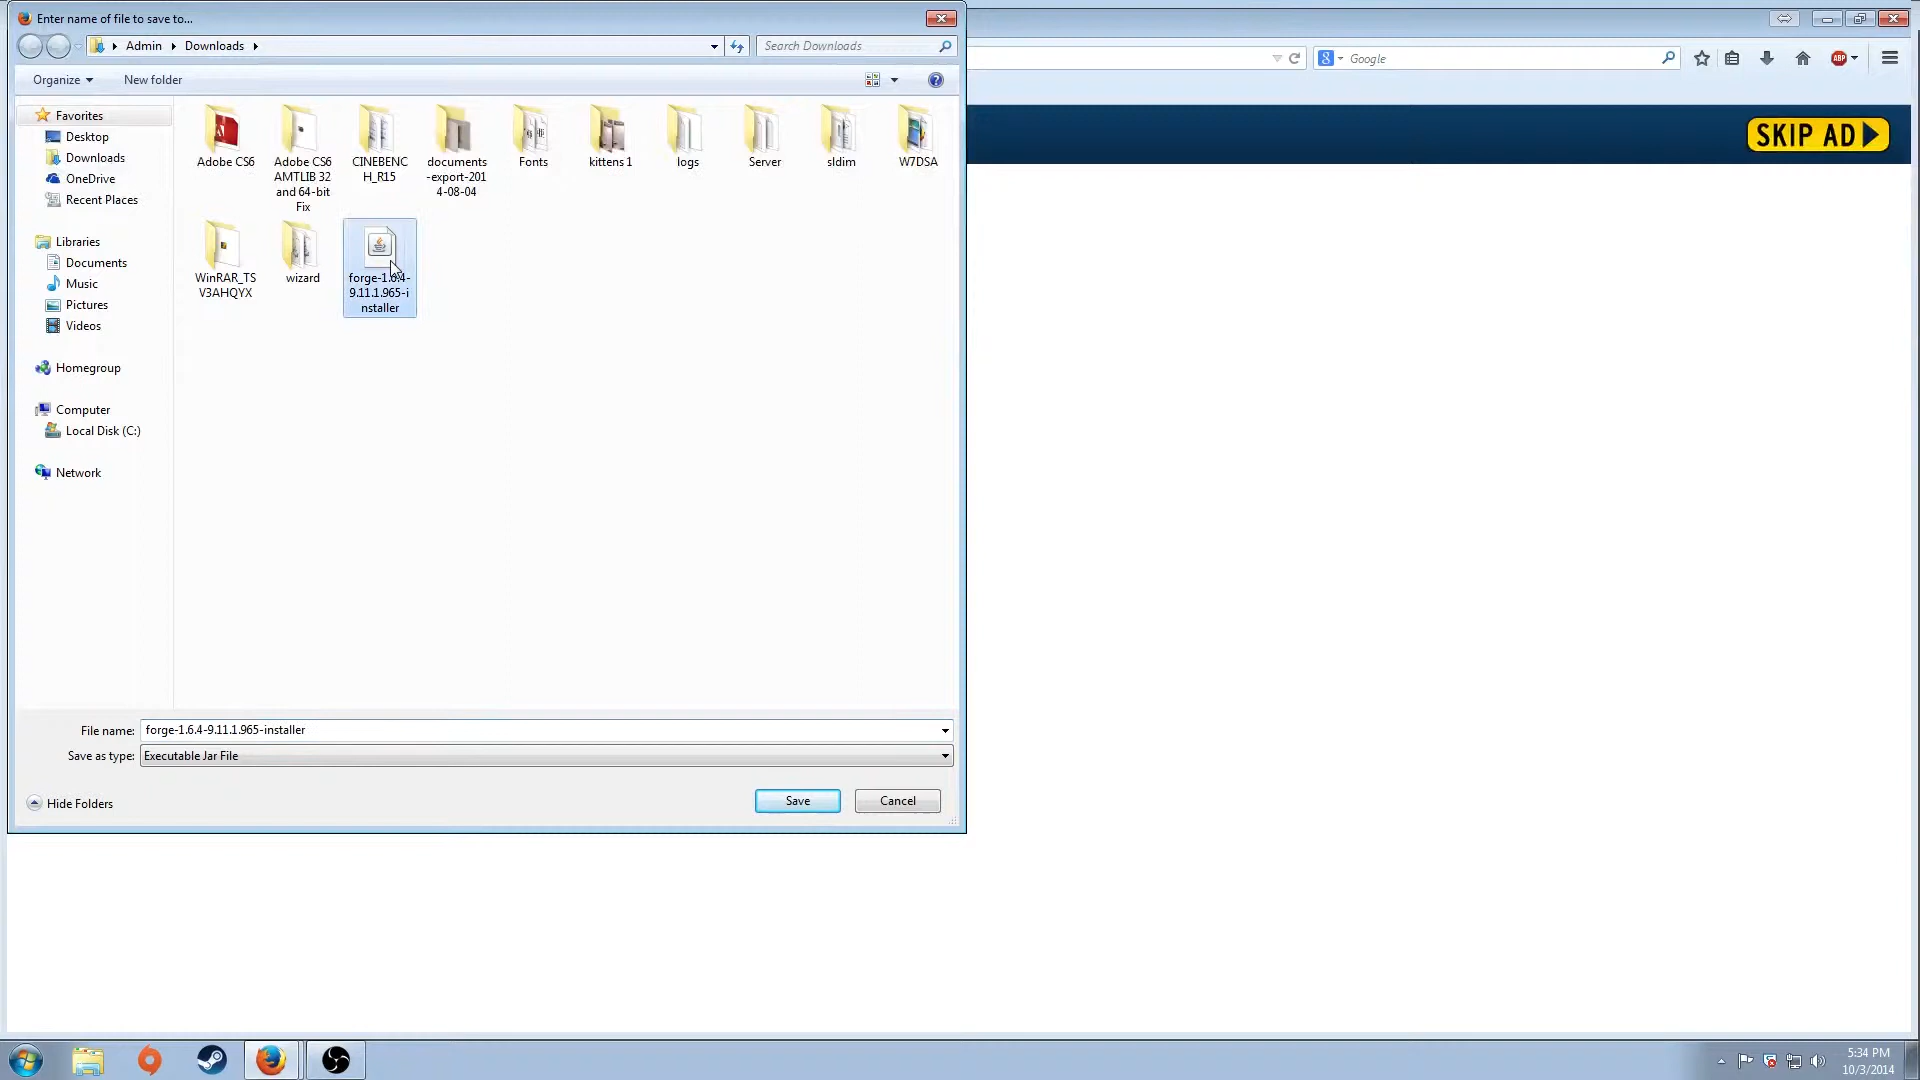 Enter name of file to save to...
Admin
Downloads
Search Downloads
Google
ABP
Organize
New folder
SKIP AD
Favorites
Desktop
Downloads
OneDrive
Recent Places
Libraries
Documents
Music
Pictures
Videos
Homegroup
Computer
Local Disk (C:)
Network
Adobe CS6
Adobe CS6
AMTLIB 32
and 64-bit
Fix
CINEBENC
H_R15
documents
-export-201
4-08-04
Fonts
kittens 1
logs
Server
sldim
W7DSA
WinRAR_TS
V3AHQYX
wizard
forge-1.6.4-
9.11.1.965-i
nstaller
File name:
forge-1.6.4-9.11.1.965-installer
Save as type:
Executable Jar File
Hide Folders
Save
Cancel
5:34 PM
10/3/2014